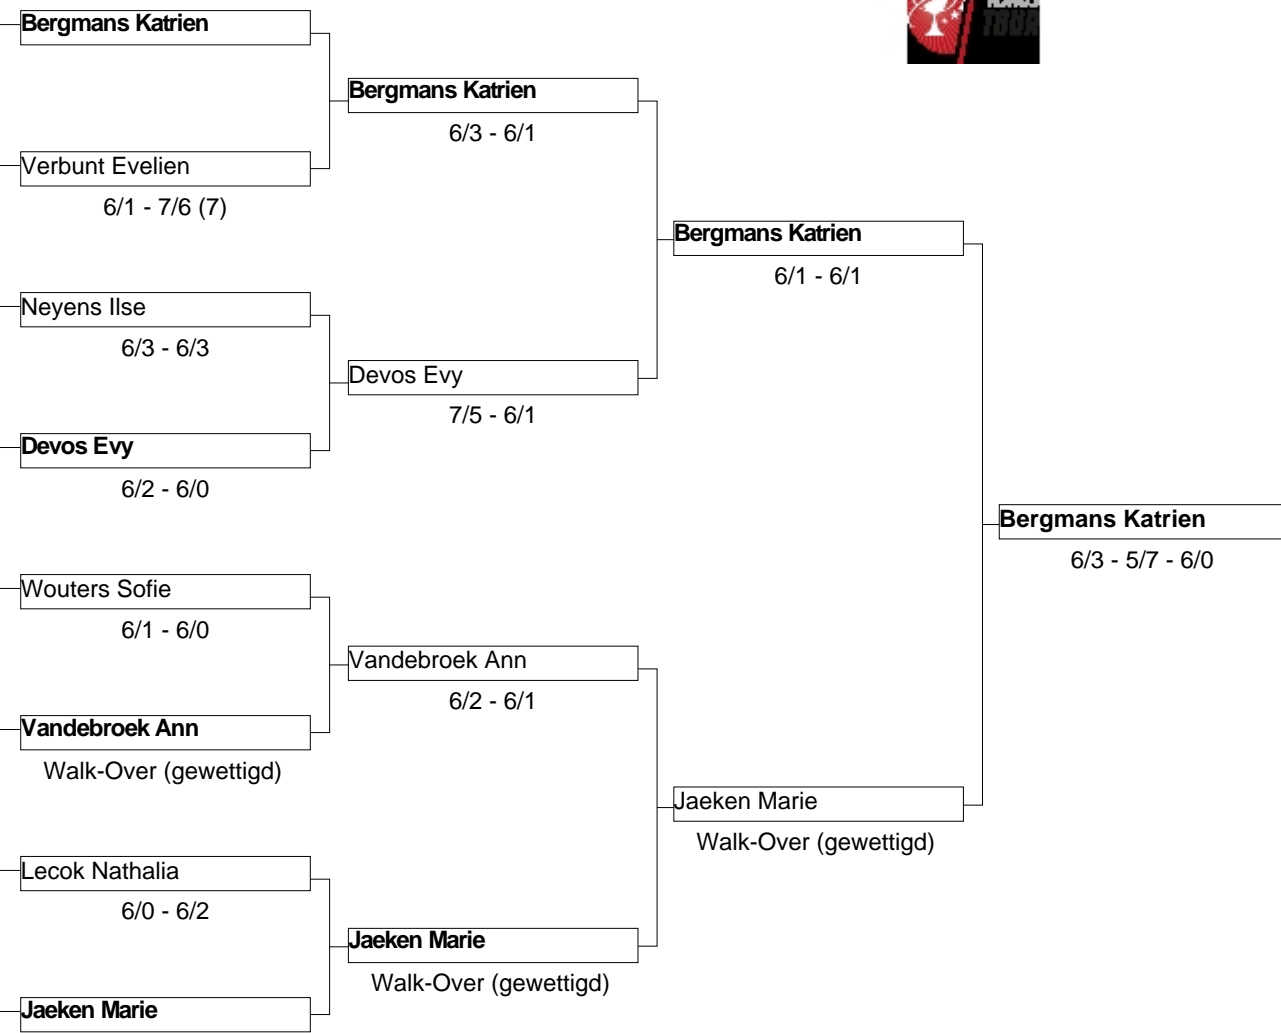 TOUR
Bergmans Katrien
Bergmans Katrien
6/3 - 6/1
Verbunt Evelien
6/1 - 7/6 (7)
Bergmans Katrien
6/1 - 6/1
Neyens Ilse
6/3 - 6/3
Devos Evy
7/5 - 6/1
Devos Evy
6/2 - 6/0
Bergmans Katrien
6/3 - 5/7 - 6/0
Wouters Sofie
6/1 - 6/0
Vandebroek Ann
6/2 - 6/1
Vandebroek Ann
Walk-Over (gewettigd)
Jaeken Marie
Walk-Over (gewettigd)
Lecok Nathalia
6/0 - 6/2
Jaeken Marie
Walk-Over (gewettigd)
Jaeken Marie